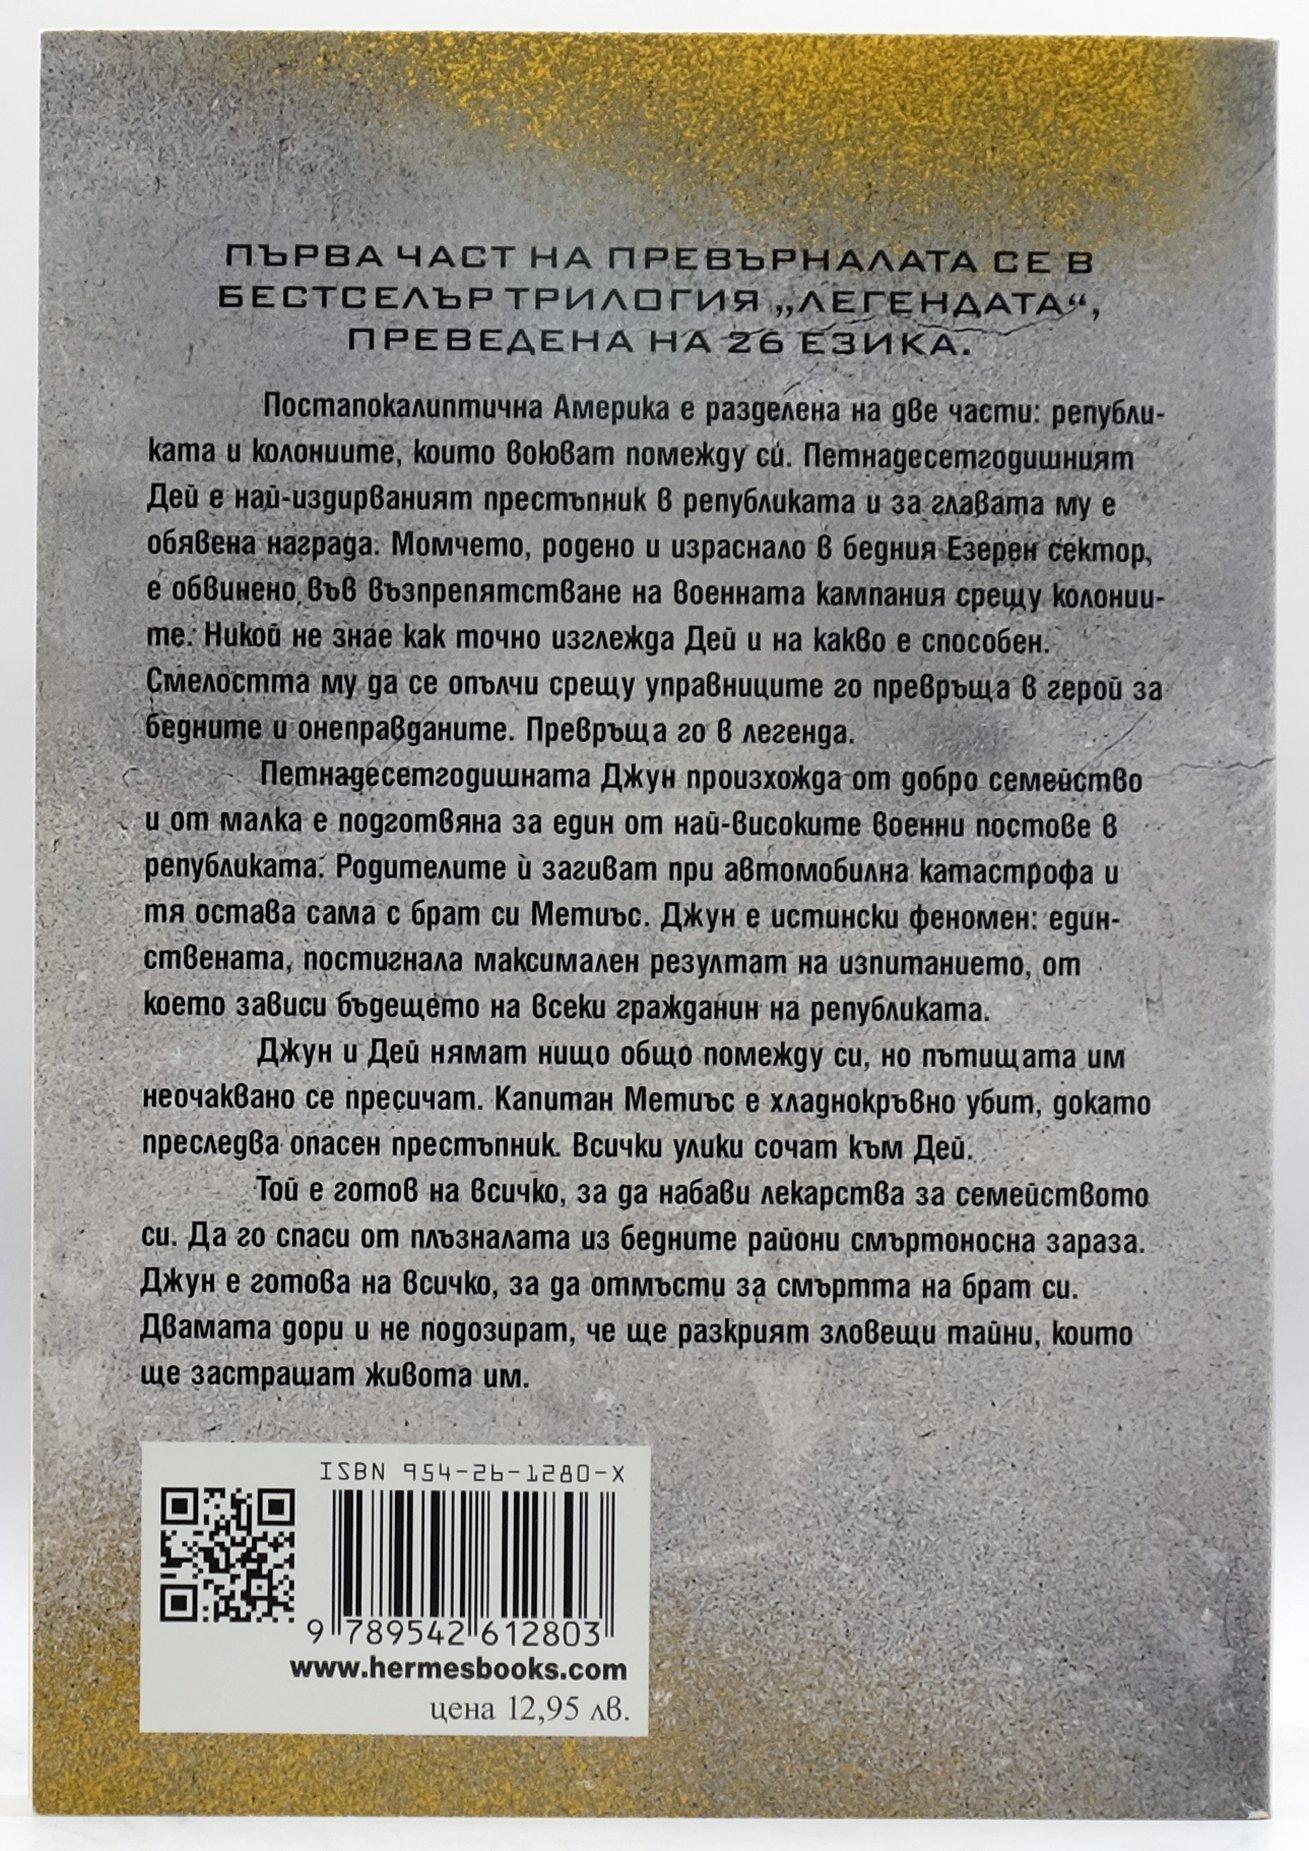 ПЪРВА ЧАСТ НА ПРЕВЪРНАЛАТА СЕ В
БЕСТСЕЛЪР ТРИЛОГИЯ „ЛЕГЕНДАТА“,
ПРЕВЕДЕНА НА 26 ЕЗИКА.
Постапокалиптична Америка е разделена на две части: републи-
ката и колониите, които воюват помежду си. Петнадесетгодишният
Дей е най-издирваният престъпник в републиката и за главата му е
обявена награда. Момчето, родено и израснало в бедния Езерен сектор,
е обвинено във възпрепятстване на военната кампания срещу колонии-
те. Никой не знае как точно изглежда Дей и на какво е способен.
Смелостта му да се опълчи срещу управниците го превръща в герой за
бедните и онеправданите. Превръща го в легенда.
Петнадесетгодишната Джун произхожда от добро семейство
и от малка е подготвяна за един от най-високите военни постове в
републиката. Родителите ѝ загиват при автомобилна катастрофа и
тя остава сама с брат си Метиъс. Джун е истински феномен: един-
ствената, постигнала максимален резултат на изпитанието, от
което зависи бъдещето на всеки гражданин на републиката.
Джун и Дей нямат нищо общо помежду си, но пътищата им
неочаквано се пресичат. Капитан Метиъс е хладнокръвно убит, докато
преследва опасен престъпник. Всички улики сочат към Дей.
Той е готов на всичко, за да набави лекарства за семейството
си. Да го спаси от плъзналата из бедните райони смъртоносна зараза.
Джун е готова на всичко, за да отмъсти за смъртта на брат си.
Двамата дори и не подозират, че ще разкрият зловещи тайни, които
ще застрашат живота им.
ISBN 954-26-1280-X
9 789542 612803
www.hermesbooks.com
цена 12,95 лв.